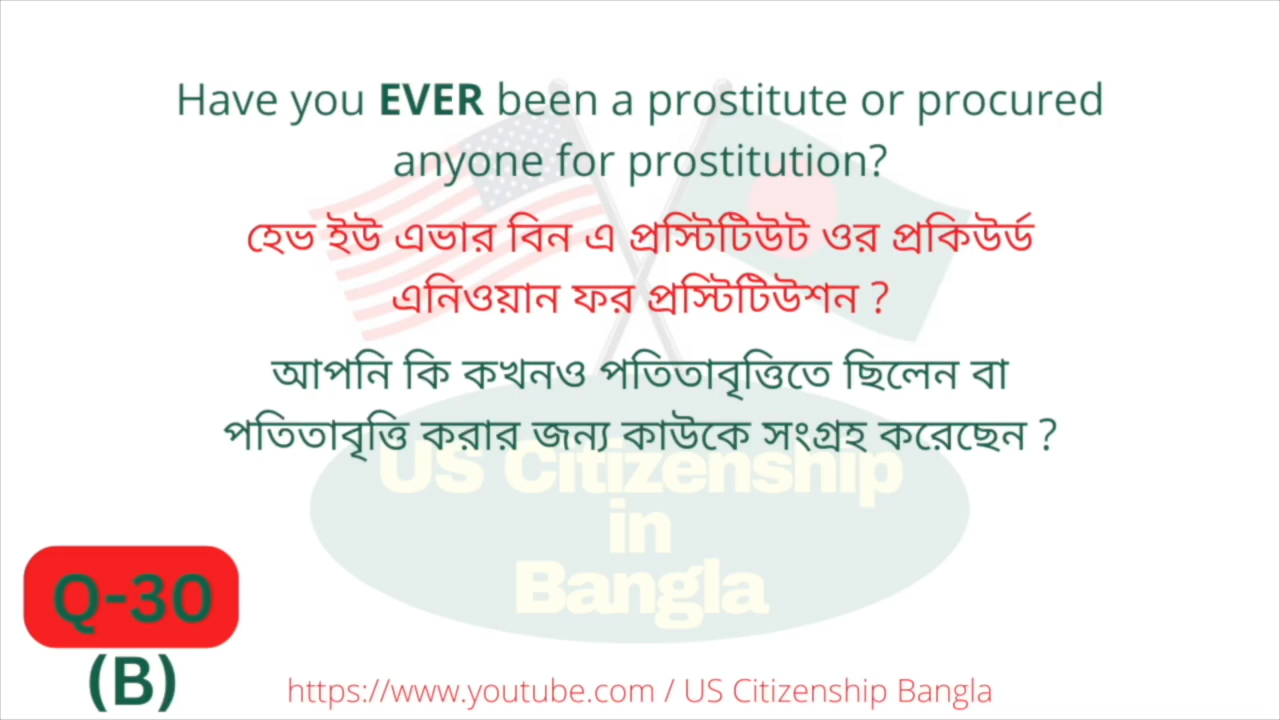 Have you EVER been a prostitute or procured
anyone for prostitution?
হেভ ইউ এভার বিন এ প্রস্টিটিউট ওর প্রকিউর্ড
এনিওয়ান ফর প্রস্টিটিউশন ?
আপনি কি কখনও পতিতাবৃত্তিতে ছিলেন বা
পতিতাবৃত্তি করার জন্য কাউকে সংগ্রহ করেছেন ?
US Citizenship
in
Bangla
Q-30
(B)
https://www.youtube.com / US Citizenship Bangla